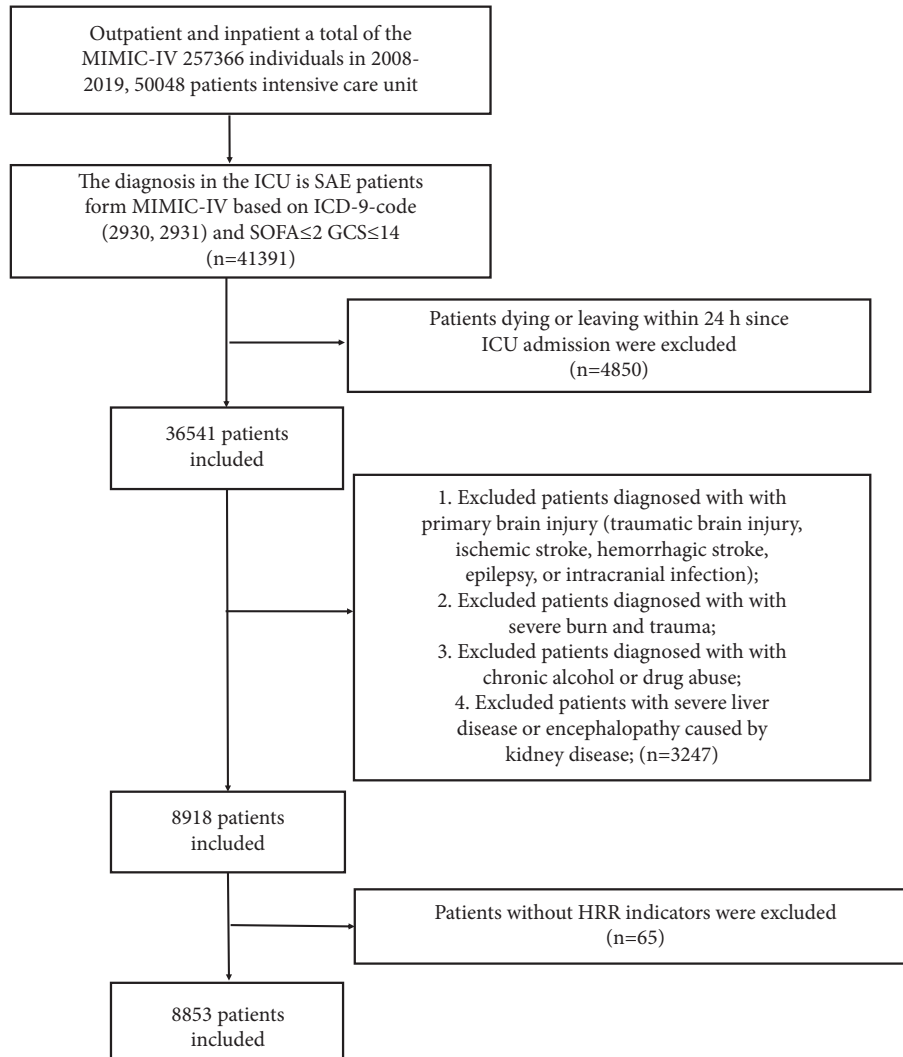 Outpatient and inpatient a total of the
MIMIC-IV 257366 individuals in 2008-
2019, 50048 patients intensive care unit
The diagnosis in the ICU is SAE patients
form MIMIC-IV based on ICD-9-code
(2930, 2931) and SOFA≤2 GCS≤14
(n=41391)
Patients dying or leaving within 24 h since
ICU admission were excluded
(n=4850)
36541 patients
included
1. Excluded patients diagnosed with with
primary brain injury (traumatic brain injury,
ischemic stroke, hemorrhagic stroke,
epilepsy, or intracranial infection);
2. Excluded patients diagnosed with with
severe burn and trauma;
3. Excluded patients diagnosed with with
chronic alcohol or drug abuse;
4. Excluded patients with severe liver
disease or encephalopathy caused by
kidney disease; (n=3247)
8918 patients
included
Patients without HRR indicators were excluded
(n=65)
8853 patients
included